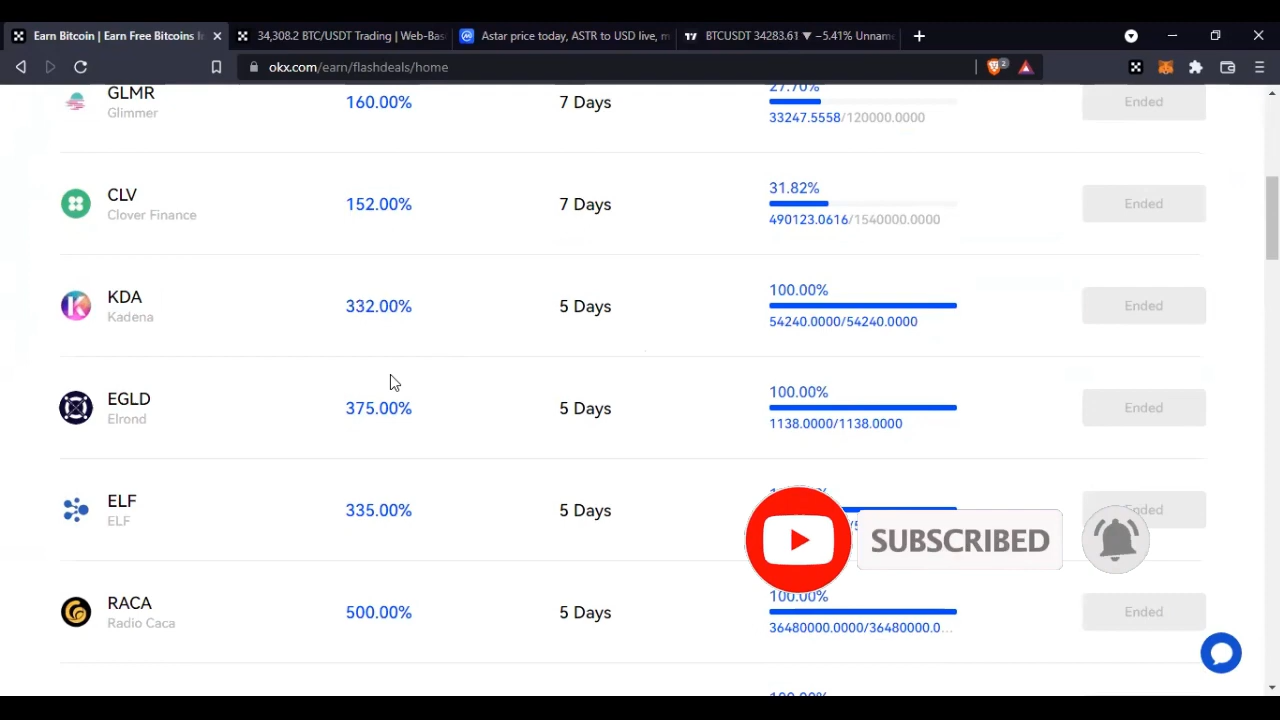 Earn Bitcoin | Earn Free Bitcoins
34,308.2 BTC/USDT | Trading | Web-Bas
Astar price today, ASTR to USD live, m
BTCUSDT 34283.61 ▼ −5.41% Unnam
okx.com/earn/flashdeals/home
2
GLMR
Glimmer
160.00%
7 Days
27.70%
33247.5558/120000.0000
Ended
CLV
Clover Finance
152.00%
7 Days
31.82%
490123.0616/1540000.0000
Ended
KDA
Kadena
332.00%
5 Days
100.00%
54240.0000/54240.0000
Ended
EGLD
Elrond
375.00%
5 Days
100.00%
1138.0000/1138.0000
Ended
ELF
ELF
335.00%
5 Days
Ended
SUBSCRIBED
RACA
Radio Caca
500.00%
5 Days
100.00%
36480000.0000/36480000.0...
Ended
100.00%